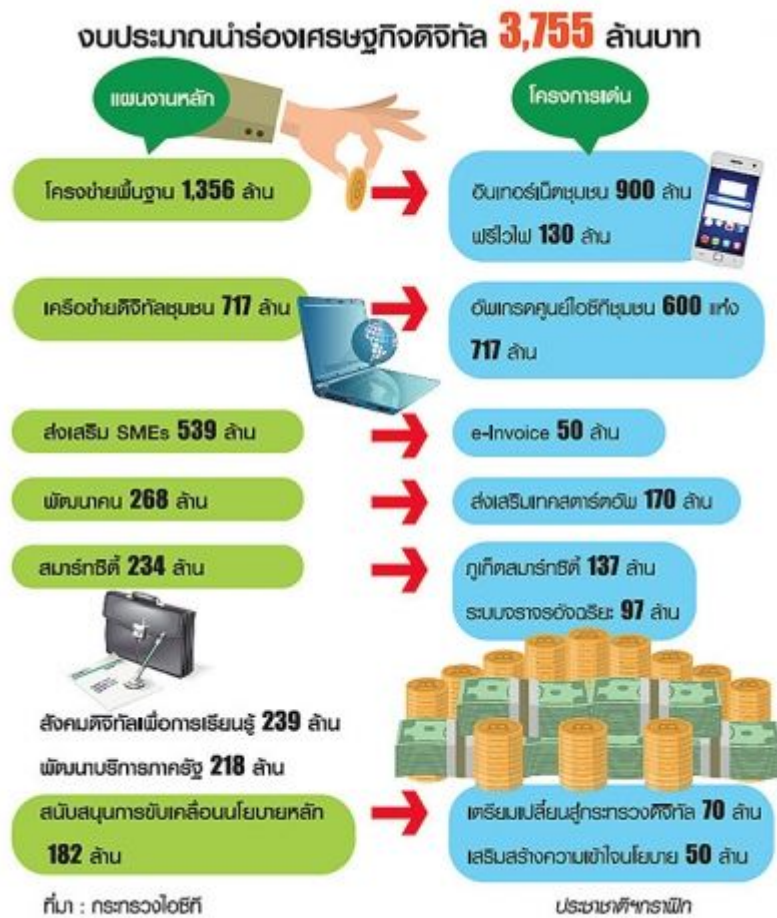 งบประมาณนำร่องเศรษฐกิจดิจิทัล 3,755 ล้านบาท
แผนงานหลัก
โครงการเด่น
โครงข่ายพื้นฐาน 1,356 ล้าน
อินเทอร์เน็ตชุมชน 900 ล้าน
ฟรีไวไฟ 130 ล้าน
เครือข่ายดิจิทัลชุมชน 717 ล้าน
อัพเกรดศูนย์ไอซีทีชุมชน 600 แห่ง
717 ล้าน
ส่งเสริม SMEs 539 ล้าน
e-Invoice 50 ล้าน
พัฒนาคน 268 ล้าน
ส่งเสริมเทคสตาร์ตอัพ 170 ล้าน
สมาร์ทซิตี้ 234 ล้าน
ภูเก็ตสมาร์ทซิตี้ 137 ล้าน
ระบบจราจรอัจฉริยะ 97 ล้าน
สังคมดิจิทัลเพื่อการเรียนรู้ 239 ล้าน
พัฒนาบริการภาครัฐ 218 ล้าน
สนับสนุนการขับเคลื่อนนโยบายหลัก
182 ล้าน
เตรียมเปลี่ยนสู่กระทรวงดิจิทัล 70 ล้าน
เสริมสร้างความเข้าใจนโยบาย 50 ล้าน
ที่มา : กระทรวงไอซีที
ประชาชาติฯกราฟิก